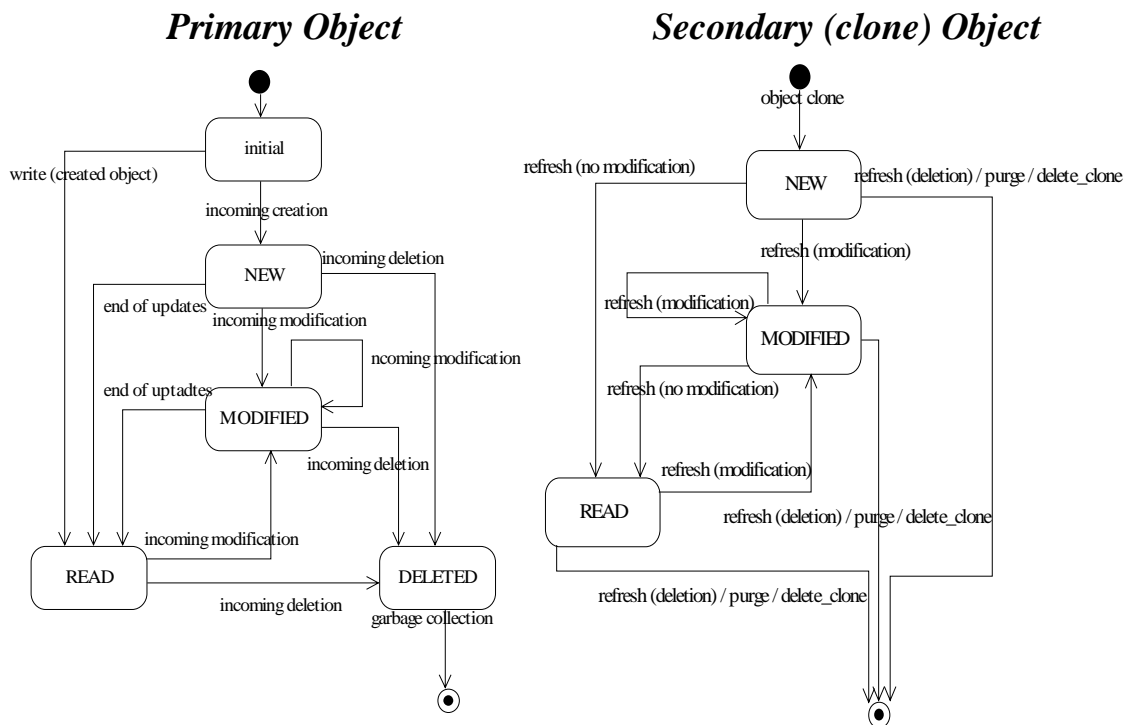 Primary Object
initial
write (created object)
incoming creation
NEW
incoming deletion
end of updates
incoming modification
ncoming modification
end of uptadtes
MODIFIED
incoming deletion
incoming modification
READ
DELETED
incoming deletion
garbage collection
Secondary (clone) Object
object clone
refresh (no modification)
NEW
refresh (deletion) / purge / delete_clone
refresh (modification)
refresh (modification)
MODIFIED
refresh (no modification)
refresh (modification)
READ
refresh (deletion) / purge / delete_clone
refresh (deletion) / purge / delete_clone